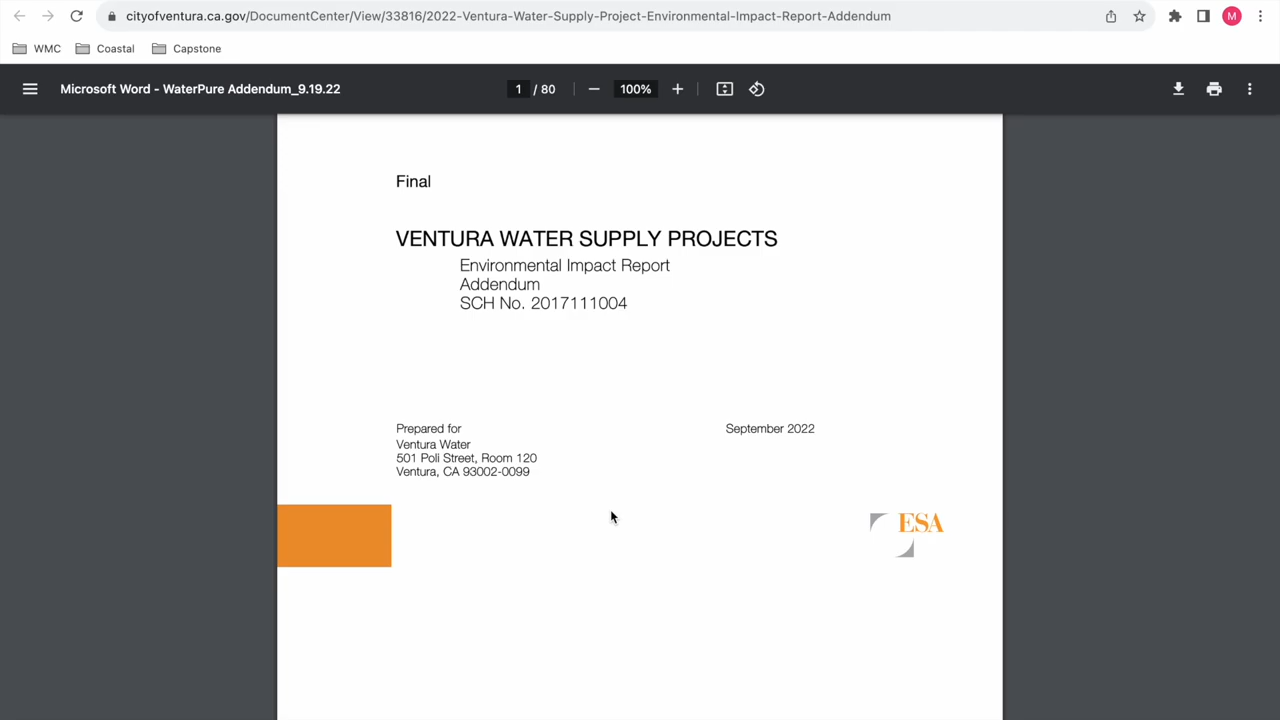 cityofventura.ca.gov/DocumentCenter/View/33816/2022-Ventura-Water-Supply-Project-Environmental-Impact-Report-Addendum
M
WMC Coastal Capstone
Microsoft Word - WaterPure Addendum_9.19.22 1 / 80 100%
Final
VENTURA WATER SUPPLY PROJECTS
Environmental Impact Report
Addendum
SCH No. 2017111004
Prepared for September 2022
Ventura Water
501 Poli Street, Room 120
Ventura, CA 93002-0099
ESA